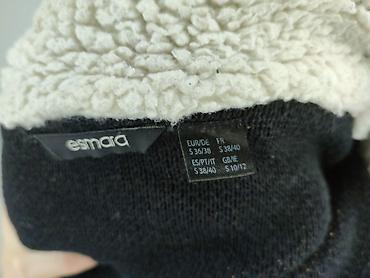 esmara
EUR/DE FR
S 36/38 S 38/40
ES/PT/IT GB/IE
S 38/40 S 10/12